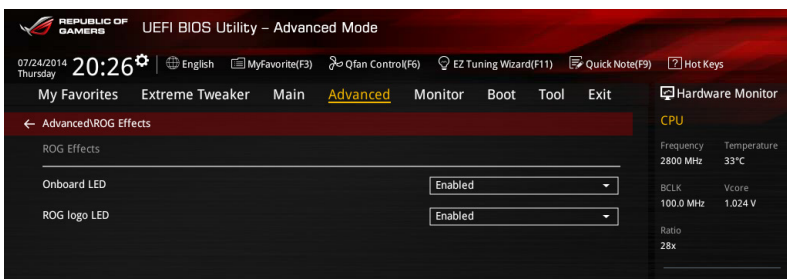 REPUBLIC OF
GAMERS
UEFI BIOS Utility – Advanced Mode
07/24/2014
Thursday
20:26
English
MyFavorite(F3)
Qfan Control(F6)
EZ Tuning Wizard(F11)
Quick Note(F9)
? Hot Keys
My Favorites
Extreme Tweaker
Main
Advanced
Monitor
Boot
Tool
Exit
Hardware Monitor
← Advanced\ROG Effects
ROG Effects
Onboard LED
Enabled
ROG logo LED
Enabled
CPU
Frequency
Temperature
2800 MHz
33°C
BCLK
Vcore
100.0 MHz
1.024 V
Ratio
28x